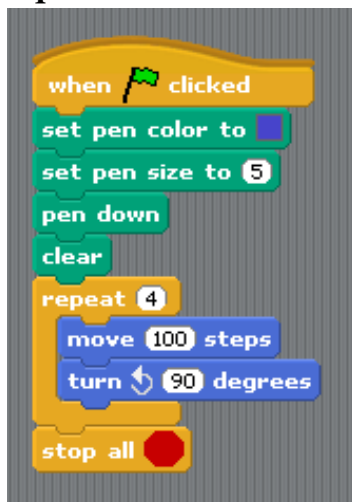 when clicked
set pen color to
set pen size to 5
pen down
clear
repeat 4
move 100 steps
turn 90 degrees
stop all